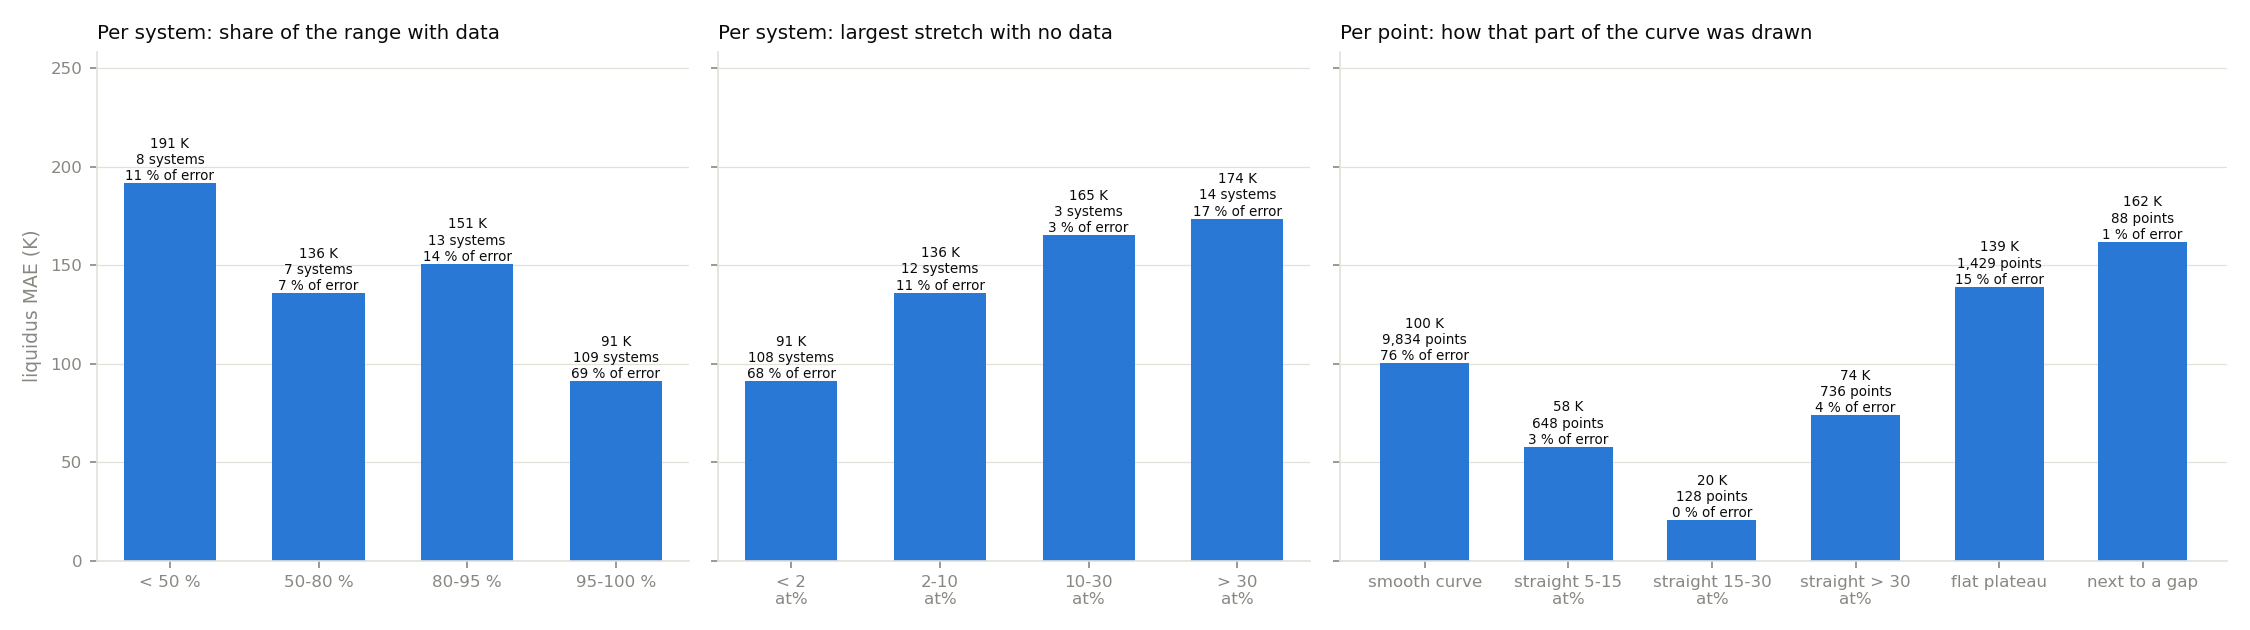 Per system: share of the range with data
Per system: largest stretch with no data
Per point: how that part of the curve was drawn
liquidus MAE (K)
250
200
150
100
50
0
191 K
8 systems
11 % of error
136 K
7 systems
7 % of error
151 K
13 systems
14 % of error
91 K
109 systems
69 % of error
< 50 %
50-80 %
80-95 %
95-100 %
91 K
108 systems
68 % of error
136 K
12 systems
11 % of error
165 K
3 systems
3 % of error
174 K
14 systems
17 % of error
< 2
at%
2-10
at%
10-30
at%
> 30
at%
100 K
9,834 points
76 % of error
58 K
648 points
3 % of error
20 K
128 points
0 % of error
74 K
736 points
4 % of error
139 K
1,429 points
15 % of error
162 K
88 points
1 % of error
smooth curve
straight 5-15
at%
straight 15-30
at%
straight > 30
at%
flat plateau
next to a gap